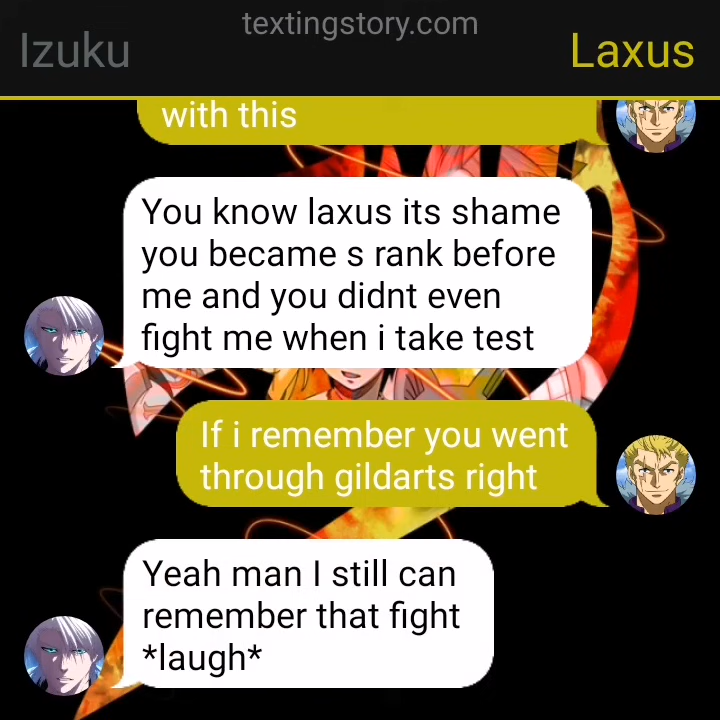 textingstory.com
Izuku
Laxus
with this
You know laxus its shame
you became s rank before
me and you didnt even
fight me when i take test
If i remember you went
through gildarts right
Yeah man I still can
remember that fight
*laugh*